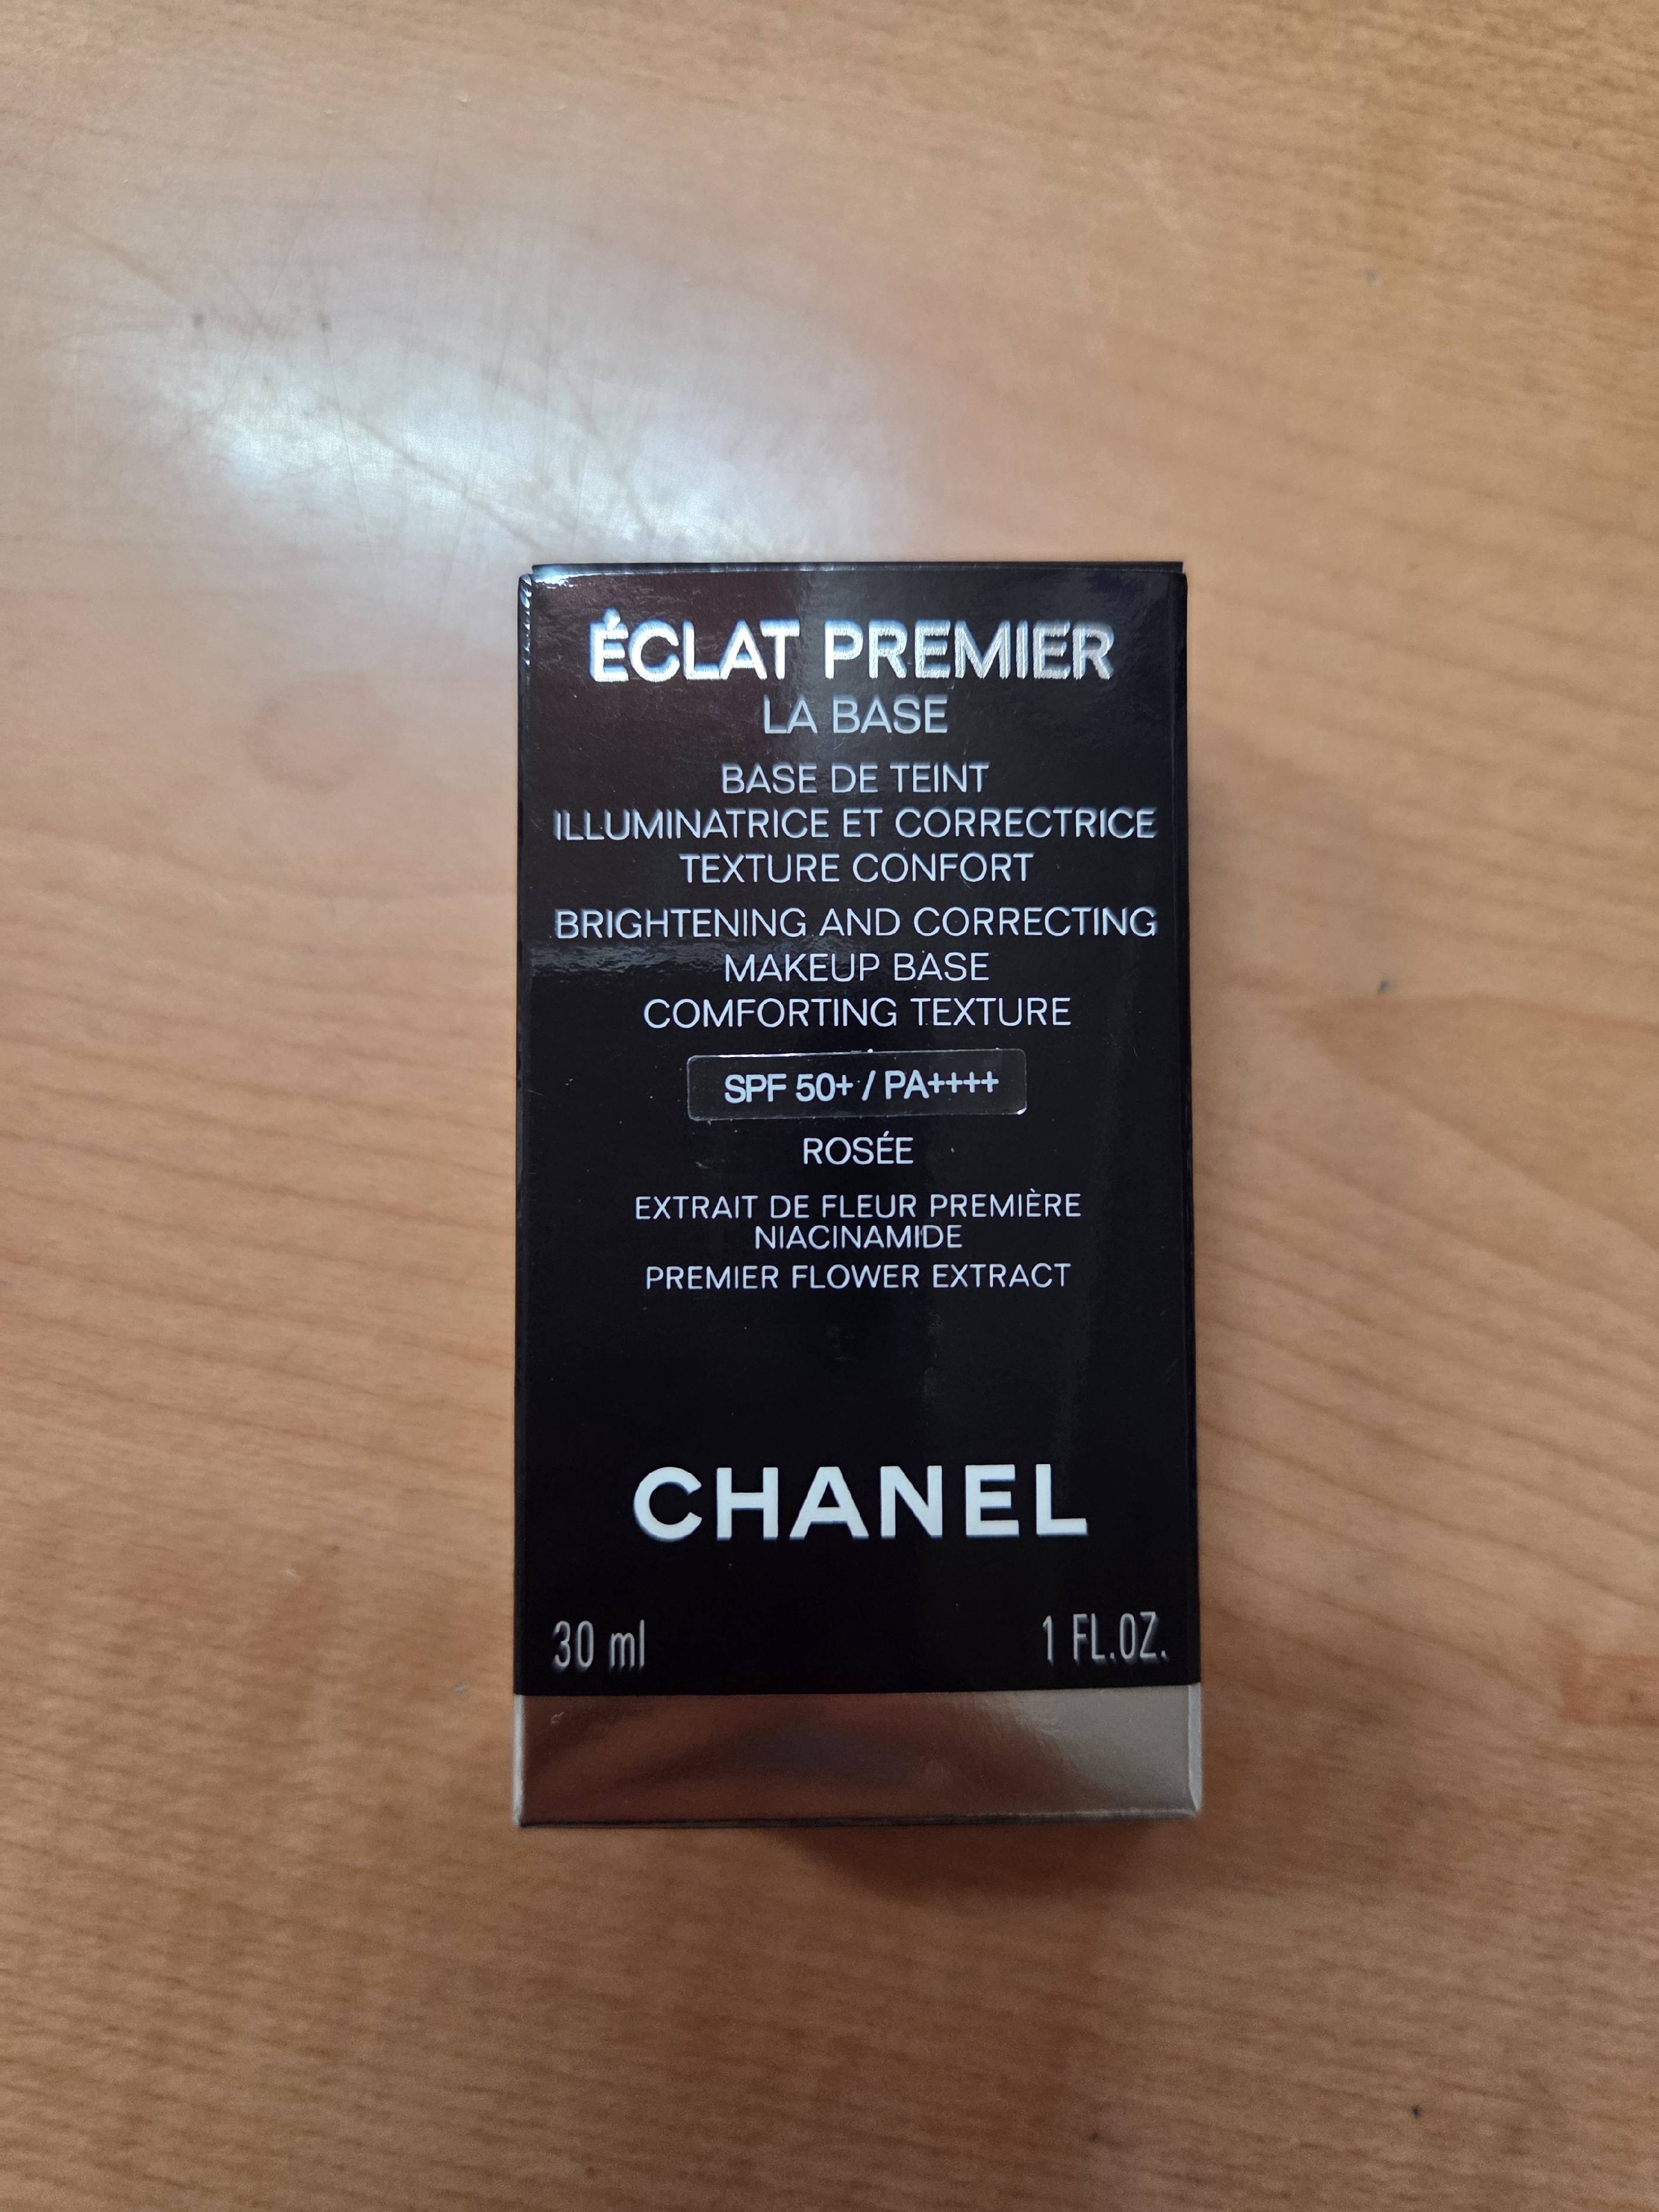 ÉCLAT PREMIER
LA BASE
BASE DE TEINT
ILLUMINATRICE ET CORRECTRICE
TEXTURE CONFORT
BRIGHTENING AND CORRECTING
MAKEUP BASE
COMFORTING TEXTURE
SPF 50+ / PA++++
ROSÉE
EXTRAIT DE FLEUR PREMIÈRE
NIACINAMIDE
PREMIER FLOWER EXTRACT
CHANEL
30 ml 1 FL.OZ.